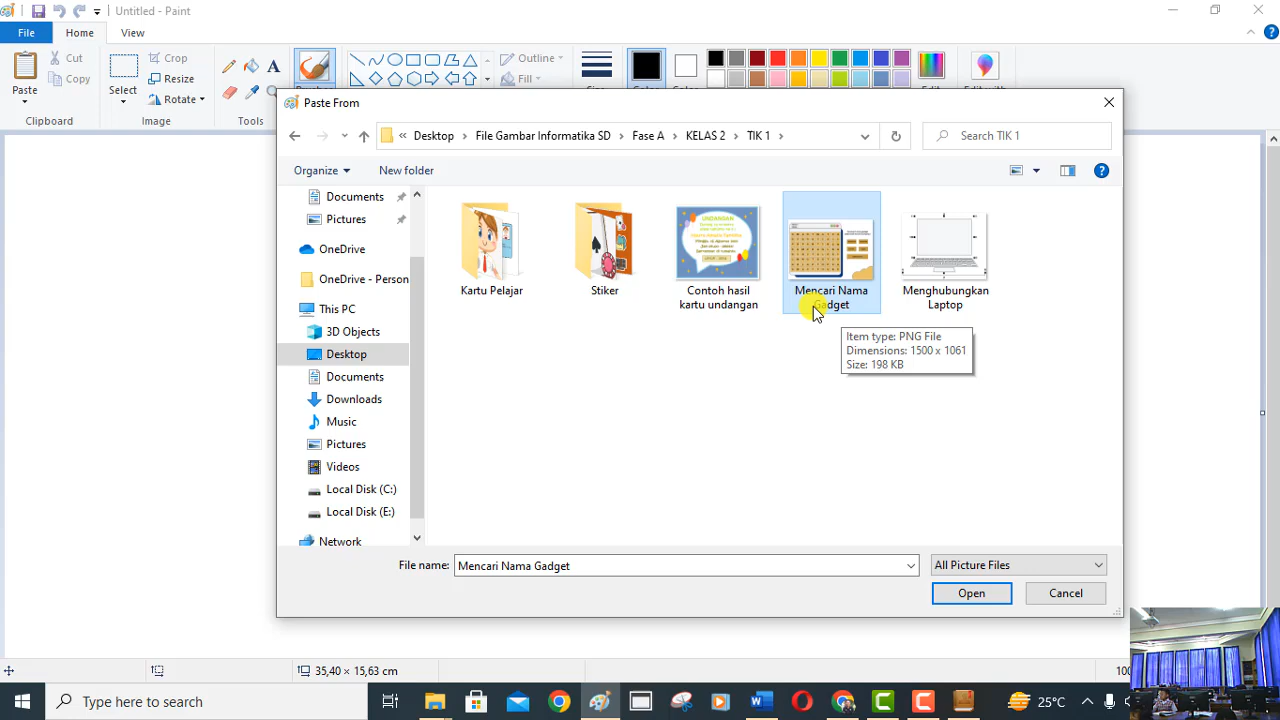 Untitled - Paint
File
Home
View
Paste
Cut
Copy
Clipboard
Select
Crop
Resize
Rotate
Image
Tools
Outline
Fill
Paste From
« Desktop › File Gambar Informatika SD › Fase A › KELAS 2 › TIK 1 ›
Search TIK 1
Organize
New folder
Documents
Pictures
OneDrive
OneDrive - Person
This PC
3D Objects
Desktop
Documents
Downloads
Music
Pictures
Videos
Local Disk (C:)
Local Disk (E:)
Network
Kartu Pelajar
Stiker
UNDANGAN
Contoh hasil
kartu undangan
Mencari Nama
Gadget
Menghubungkan
Laptop
Item type: PNG File
Dimensions: 1500 x 1061
Size: 198 KB
File name:
Mencari Nama Gadget
All Picture Files
Open
Cancel
35,40 × 15,63 cm
100
Type here to search
25°C